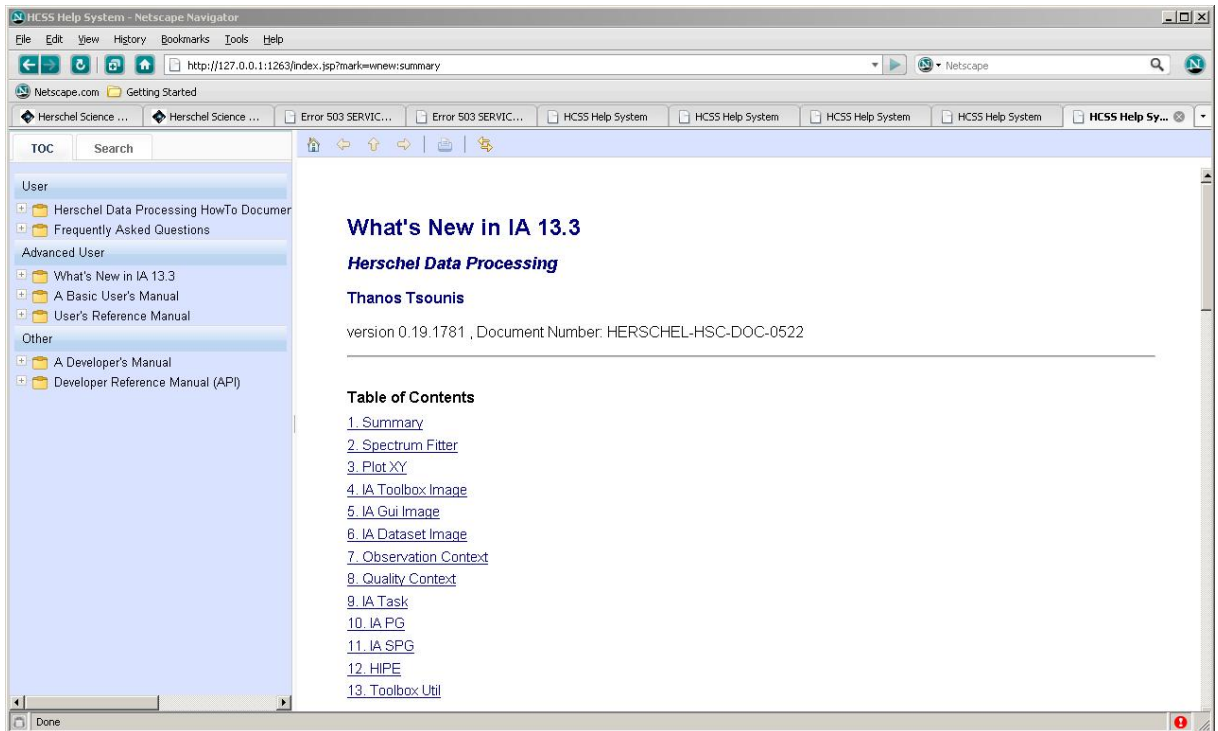 HCSS Help System - Netscape Navigator
File Edit View History Bookmarks Tools Help
http://127.0.0.1:1263/index.jsp?mark=wnew:summary
Netscape
Netscape.com Getting Started
Herschel Science ... Herschel Science ... Error 503 SERVIC... Error 503 SERVIC... HCSS Help System HCSS Help System HCSS Help System HCSS Help System HCSS Help Sy...
TOC Search
User
Herschel Data Processing HowTo Documen
Frequently Asked Questions
Advanced User
What's New in IA 13.3
A Basic User's Manual
User's Reference Manual
Other
A Developer's Manual
Developer Reference Manual (API)
What's New in IA 13.3
Herschel Data Processing
Thanos Tsounis
version 0.19.1781 , Document Number: HERSCHEL-HSC-DOC-0522
Table of Contents
1. Summary
2. Spectrum Fitter
3. Plot XY
4. IA Toolbox Image
5. IA Gui Image
6. IA Dataset Image
7. Observation Context
8. Quality Context
9. IA Task
10. IA PG
11. IA SPG
12. HIPE
13. Toolbox Util
Done